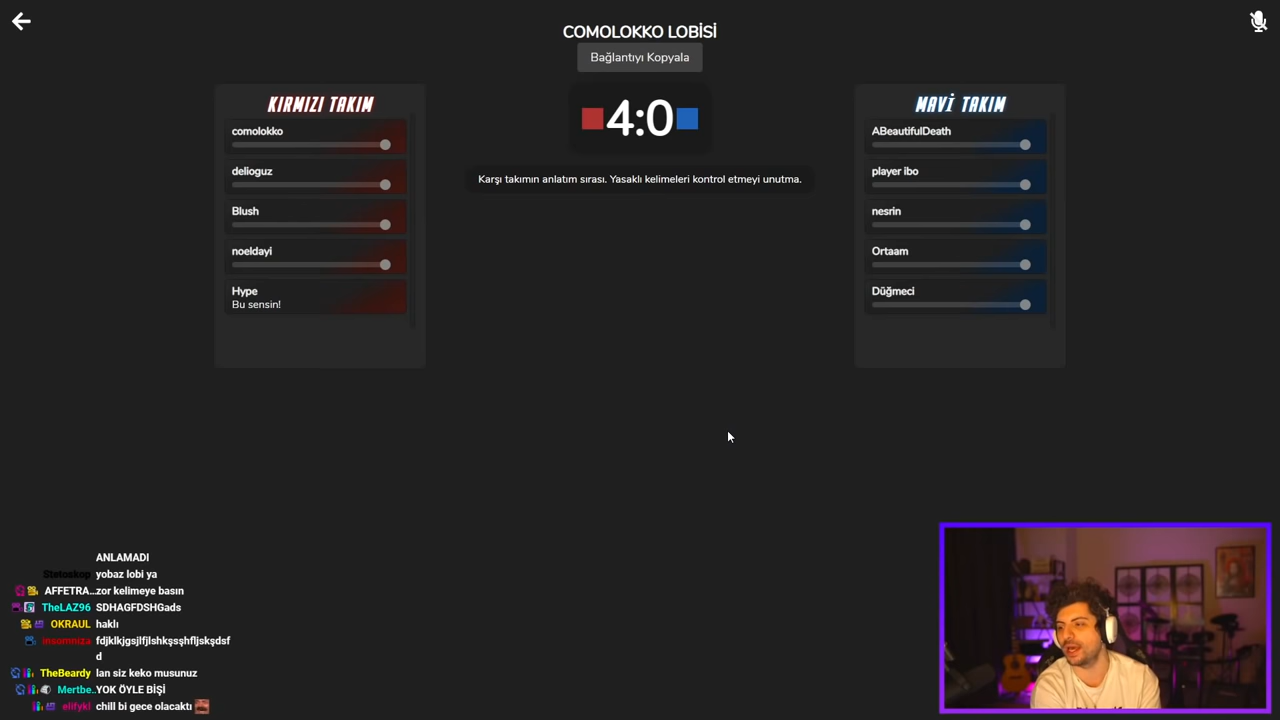 COMOLOKKO LOBİSİ
Bağlantıyı Kopyala
KIRMIZI TAKIM
comolokko
delioguz
Blush
noeldayi
Hype
Bu sensin!
4:0
Karşı takımın anlatım sırası. Yasaklı kelimeleri kontrol etmeyi unutma.
MAVİ TAKIM
ABeautifulDeath
player ibo
nesrin
Ortaam
Düğmeci
ANLAMADI
Stetoskop yobaz lobi ya
AFFETRA... zor kelimeye basın
TheLAZ96 SDHAGFDSHGads
OKRAUL haklı
insomniza fdjklkjgsjlfjlshkşsşhfljskşdsf
d
TheBeardy lan siz keko musunuz
Mertbe.. YOK ÖYLE BİŞİ
elifykl chill bi gece olacaktı